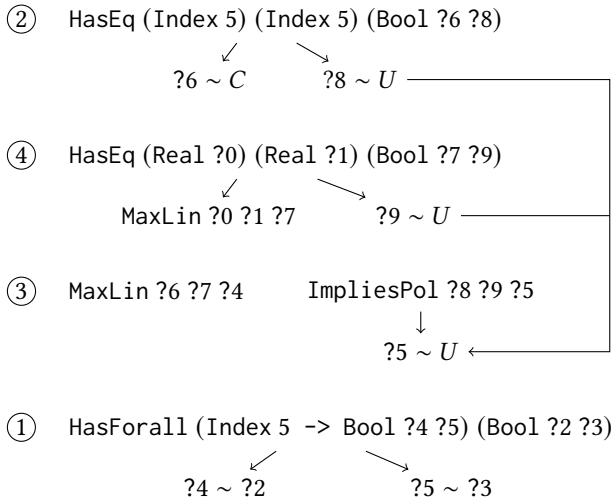 ② HasEq (Index 5) (Index 5) (Bool ?6 ?8)
?6 ∼ C ?8 ∼ U
④ HasEq (Real ?0) (Real ?1) (Bool ?7 ?9)
MaxLin ?0 ?1 ?7 ?9 ∼ U
③ MaxLin ?6 ?7 ?4 ImpliesPol ?8 ?9 ?5
?5 ∼ U
① HasForall (Index 5 -> Bool ?4 ?5) (Bool ?2 ?3)
?4 ∼ ?2 ?5 ∼ ?3